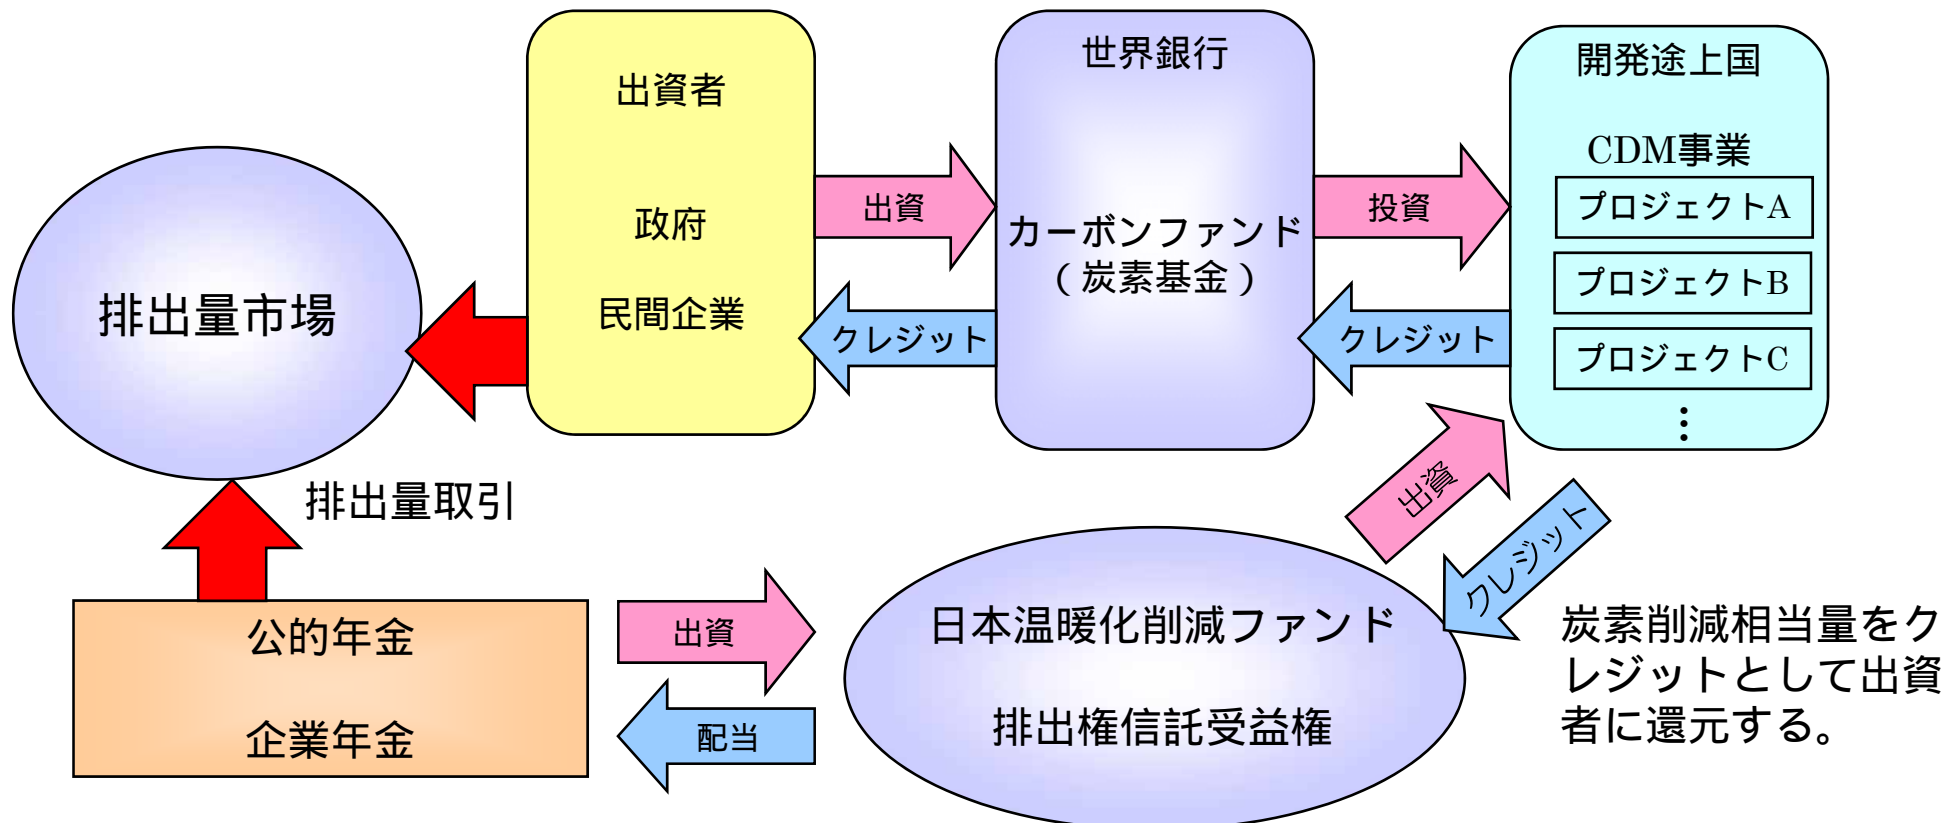 出資者
政府
民間企業
世界銀行
カーボンファンド
(炭素基金)
開発途上国
CDM事業
プロジェクトA
プロジェクトB
プロジェクトC
⋮
出資
投資
クレジット
クレジット
排出量市場
排出量取引
公的年金
企業年金
出資
配当
日本温暖化削減ファンド
排出権信託受益権
出資
クレジット
炭素削減相当量をク
レジットとして出資
者に還元する。